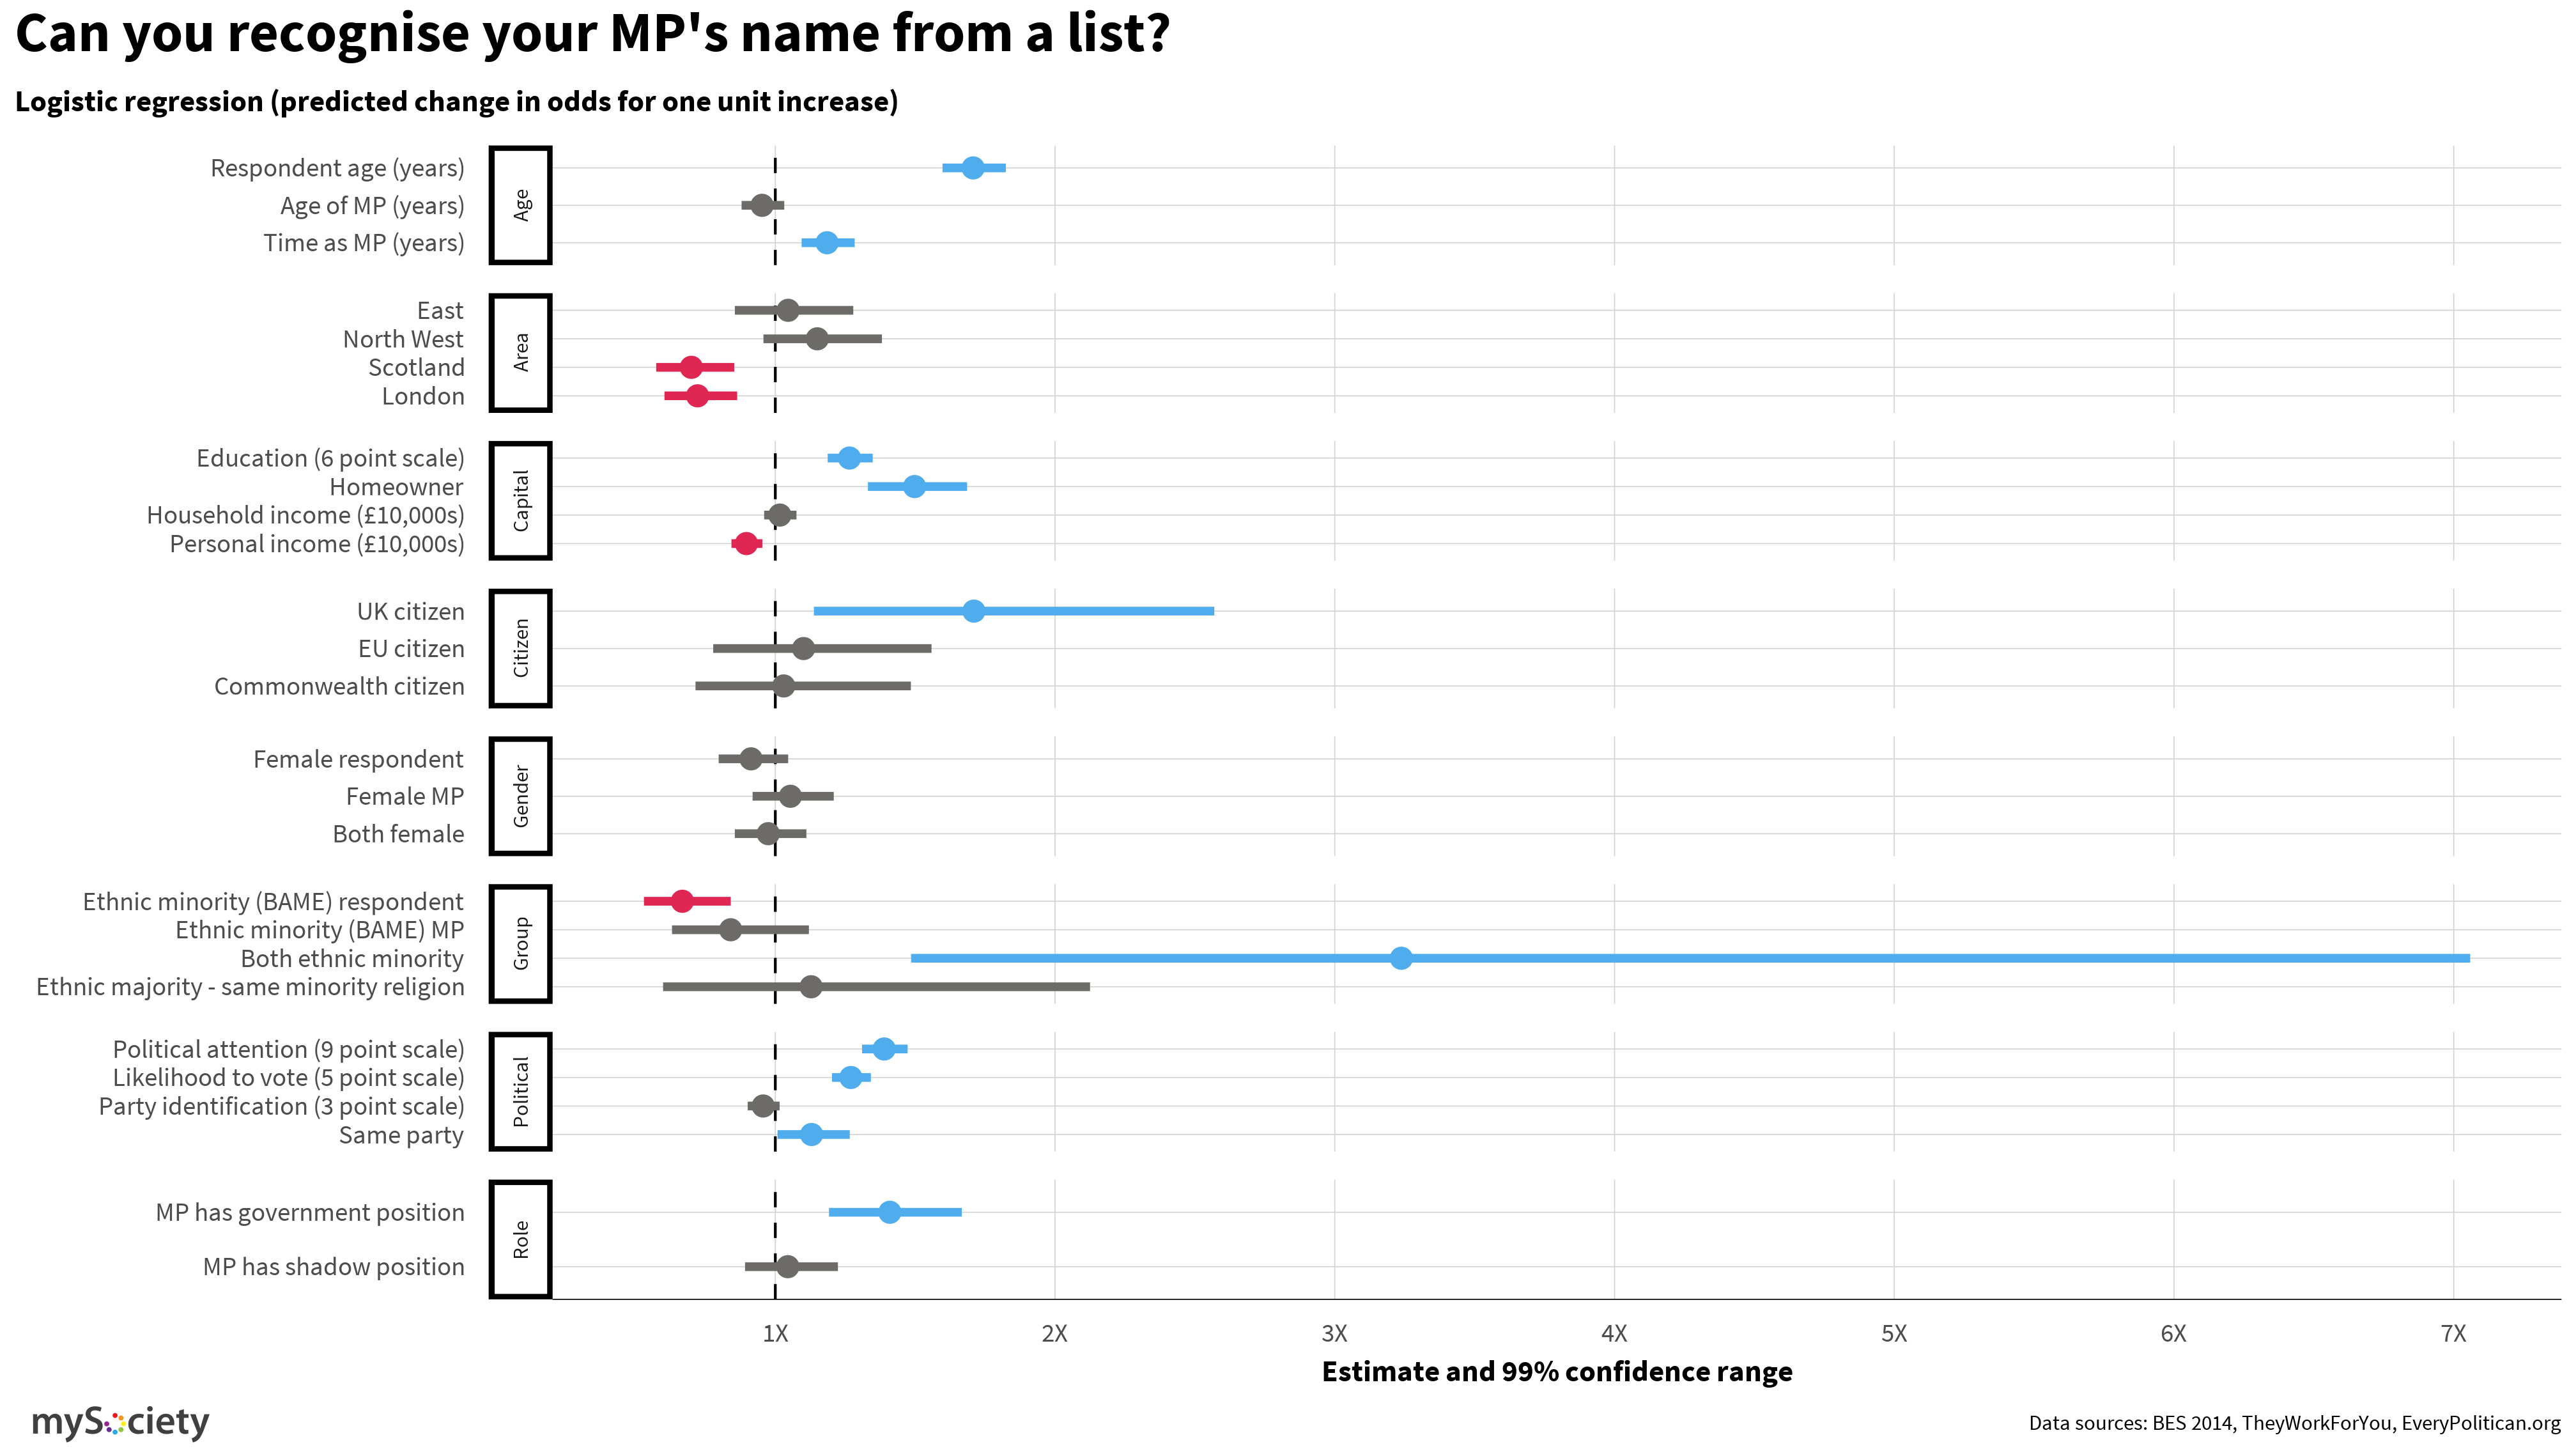 Can you recognise your MP's name from a list?
Logistic regression (predicted change in odds for one unit increase)
Age
Respondent age (years)
Age of MP (years)
Time as MP (years)
Area
East
North West
Scotland
London
Capital
Education (6 point scale)
Homeowner
Household income (£10,000s)
Personal income (£10,000s)
Citizen
UK citizen
EU citizen
Commonwealth citizen
Gender
Female respondent
Female MP
Both female
Group
Ethnic minority (BAME) respondent
Ethnic minority (BAME) MP
Both ethnic minority
Ethnic majority - same minority religion
Political
Political attention (9 point scale)
Likelihood to vote (5 point scale)
Party identification (3 point scale)
Same party
Role
MP has government position
MP has shadow position
1X 2X 3X 4X 5X 6X 7X
Estimate and 99% confidence range
mySociety
Data sources: BES 2014, TheyWorkForYou, EveryPolitican.org